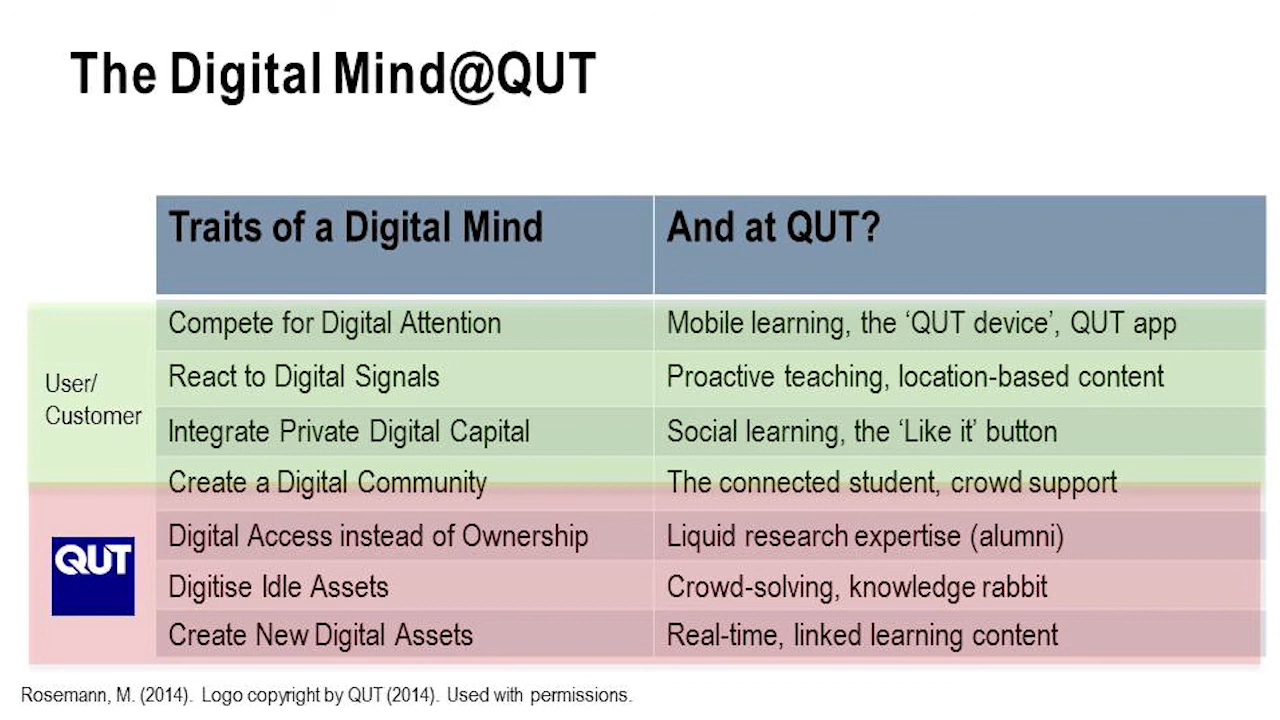 The Digital Mind@QUT
Traits of a Digital Mind
And at QUT?
User/
Customer
Compete for Digital Attention
Mobile learning, the ‘QUT device’, QUT app
React to Digital Signals
Proactive teaching, location-based content
Integrate Private Digital Capital
Social learning, the ‘Like it’ button
Create a Digital Community
The connected student, crowd support
QUT
Digital Access instead of Ownership
Liquid research expertise (alumni)
Digitise Idle Assets
Crowd-solving, knowledge rabbit
Create New Digital Assets
Real-time, linked learning content
Rosemann, M. (2014). Logo copyright by QUT (2014). Used with permissions.